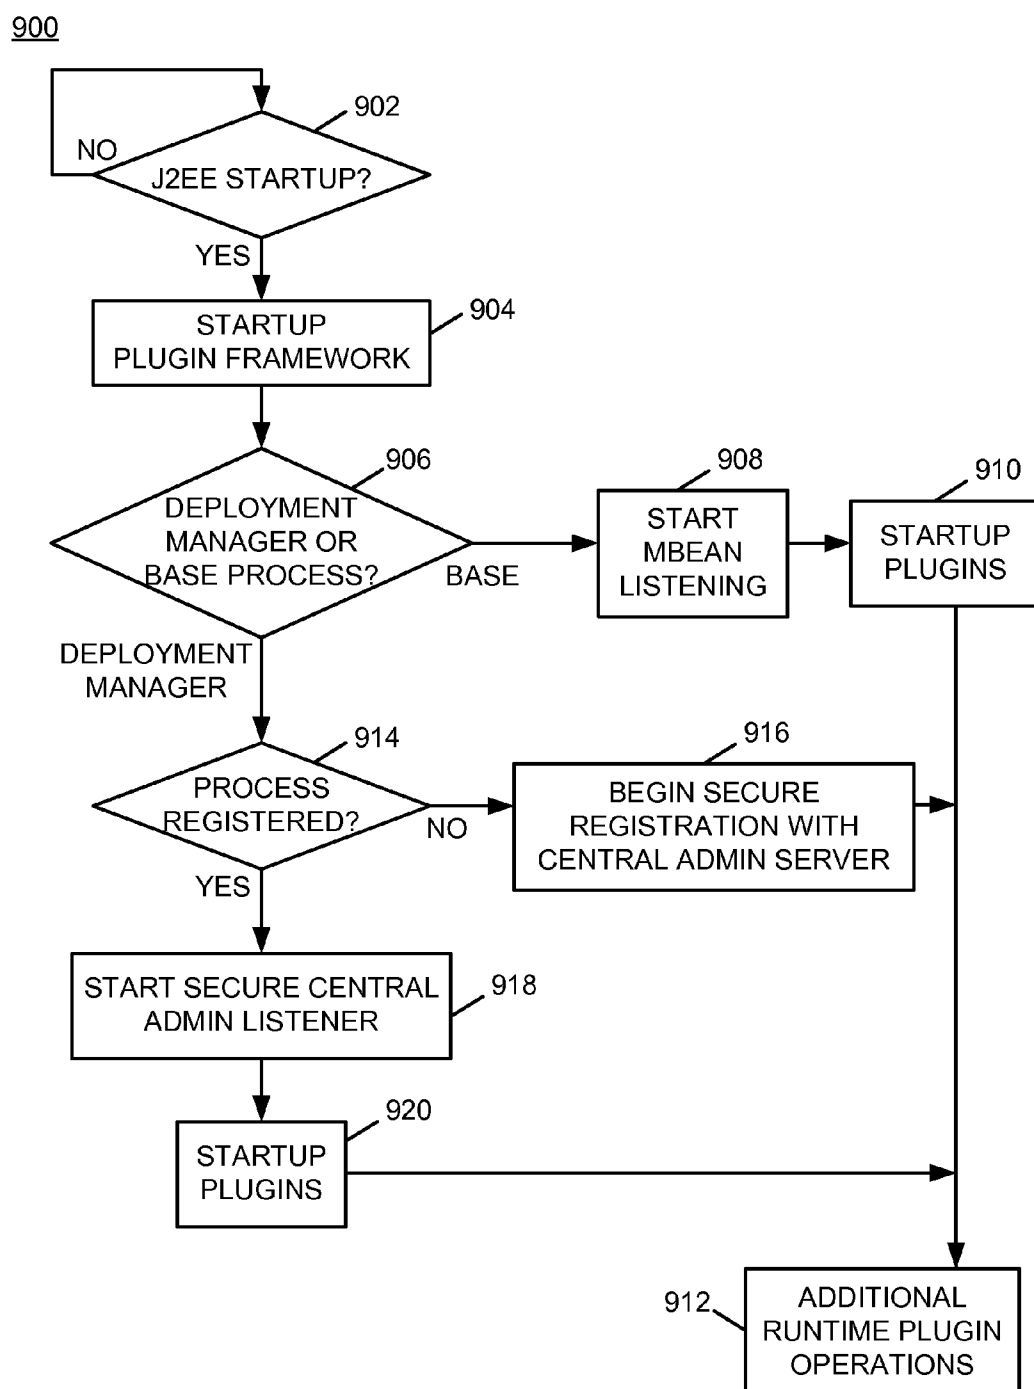 900
902
NO
J2EE STARTUP?
YES
904
STARTUP
PLUGIN FRAMEWORK
906
DEPLOYMENT
MANAGER OR
BASE PROCESS?
BASE
908
START
MBEAN
LISTENING
910
STARTUP
PLUGINS
DEPLOYMENT
MANAGER
914
PROCESS
REGISTERED?
NO
916
BEGIN SECURE
REGISTRATION WITH
CENTRAL ADMIN SERVER
YES
START SECURE CENTRAL
ADMIN LISTENER
918
920
STARTUP
PLUGINS
912
ADDITIONAL
RUNTIME PLUGIN
OPERATIONS